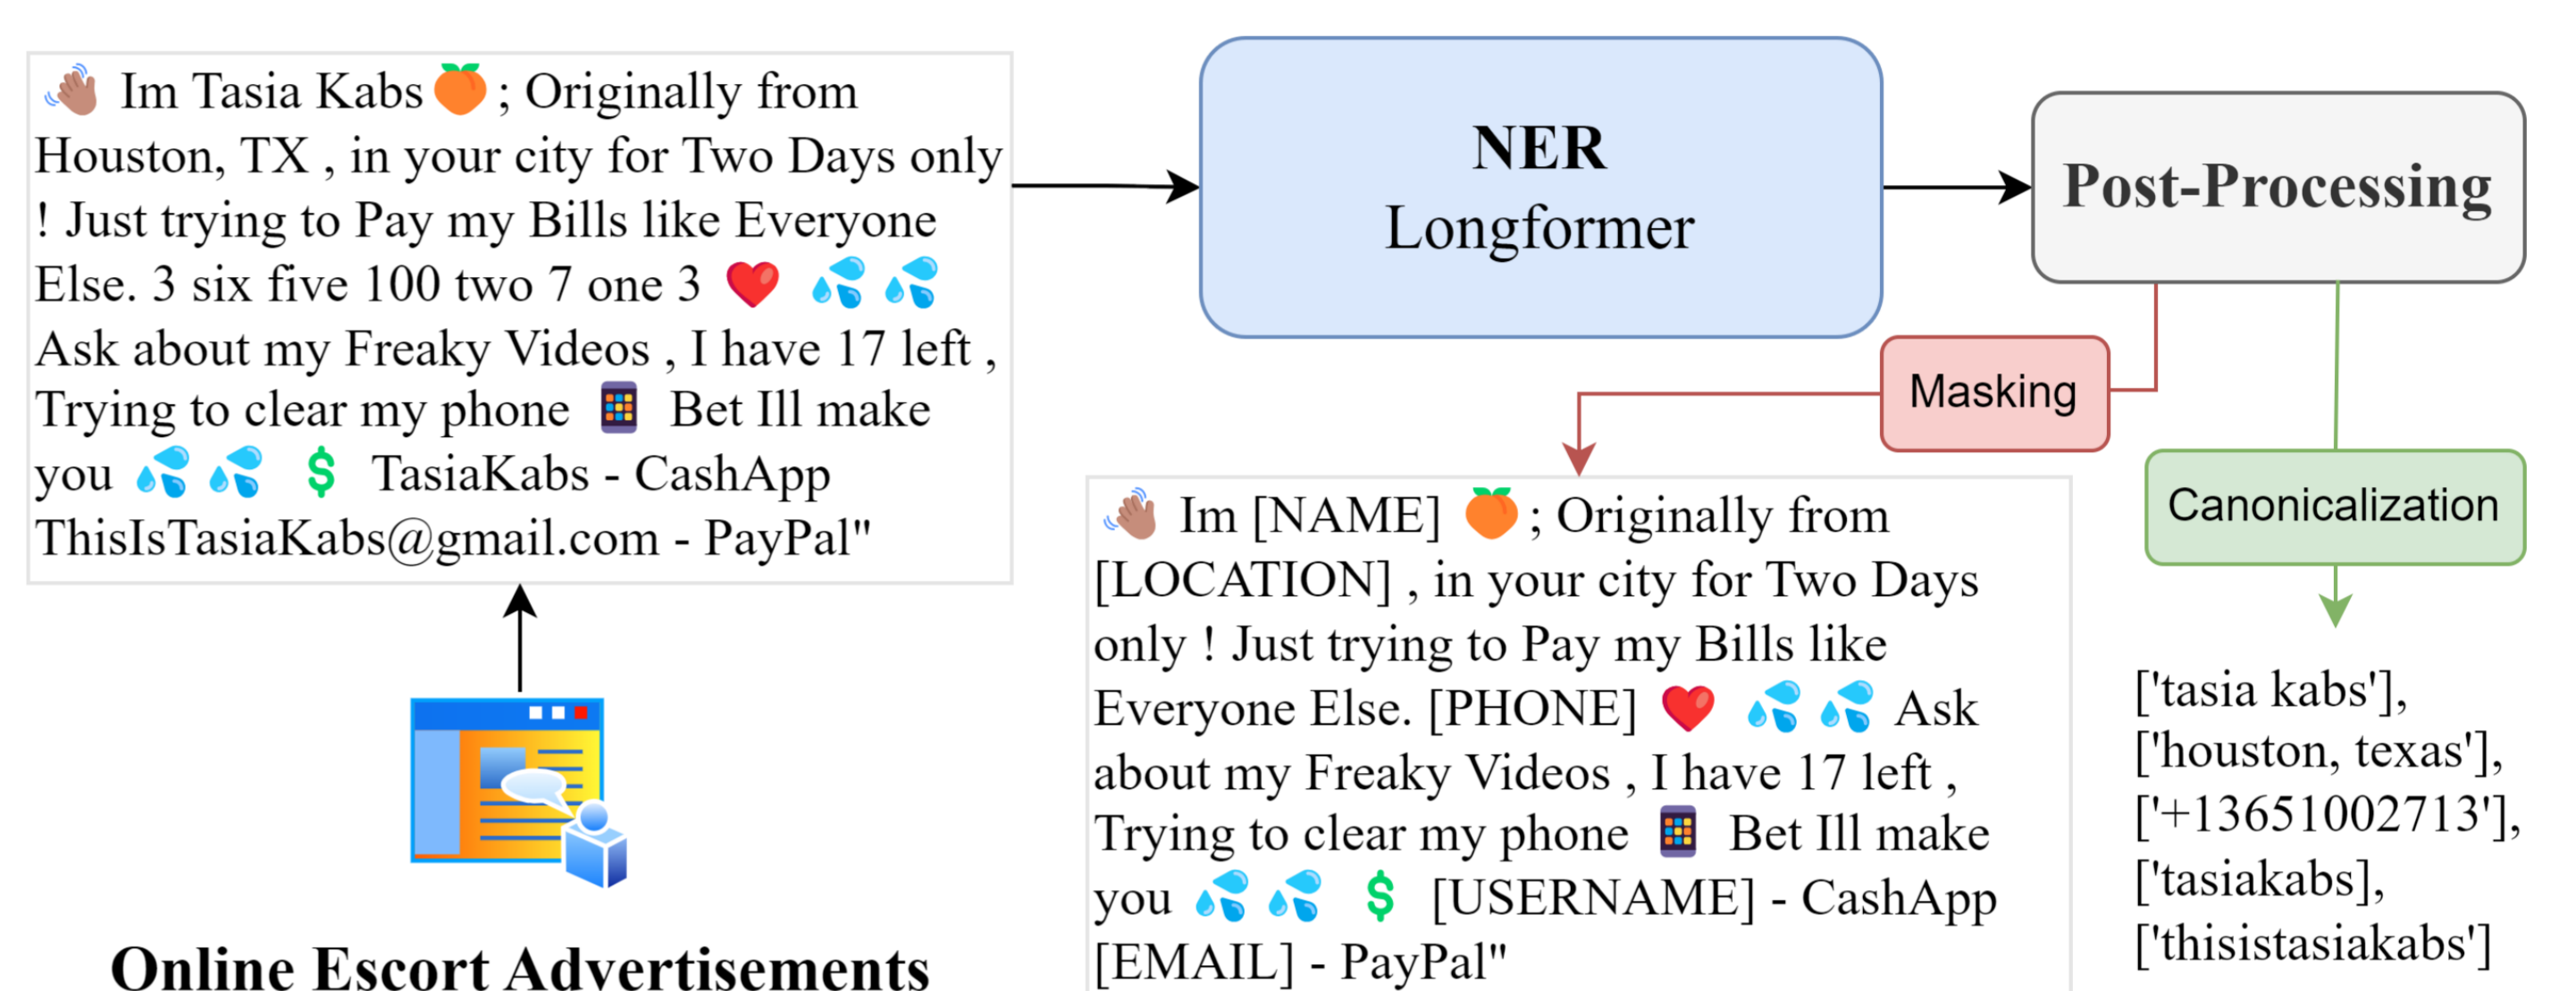 👋🏽 Im Tasia Kabs 🍑 ; Originally from
Houston, TX , in your city for Two Days only
! Just trying to Pay my Bills like Everyone
Else. 3 six five 100 two 7 one 3 ❤️ 💦 💦
Ask about my Freaky Videos , I have 17 left ,
Trying to clear my phone 📱 Bet Ill make
you 💦 💦 💲 TasiaKabs - CashApp
ThisIsTasiaKabs@gmail.com - PayPal"
Online Escort Advertisements
NER
Longformer
Post-Processing
Masking
Canonicalization
👋🏽 Im [NAME] 🍑 ; Originally from
[LOCATION] , in your city for Two Days
only ! Just trying to Pay my Bills like
Everyone Else. [PHONE] ❤️ 💦 💦 Ask
about my Freaky Videos , I have 17 left ,
Trying to clear my phone 📱 Bet Ill make
you 💦 💦 💲 [USERNAME] - CashApp
[EMAIL] - PayPal"
['tasia kabs'],
['houston, texas'],
['+13651002713'],
['tasiakabs],
['thisistasiakabs']